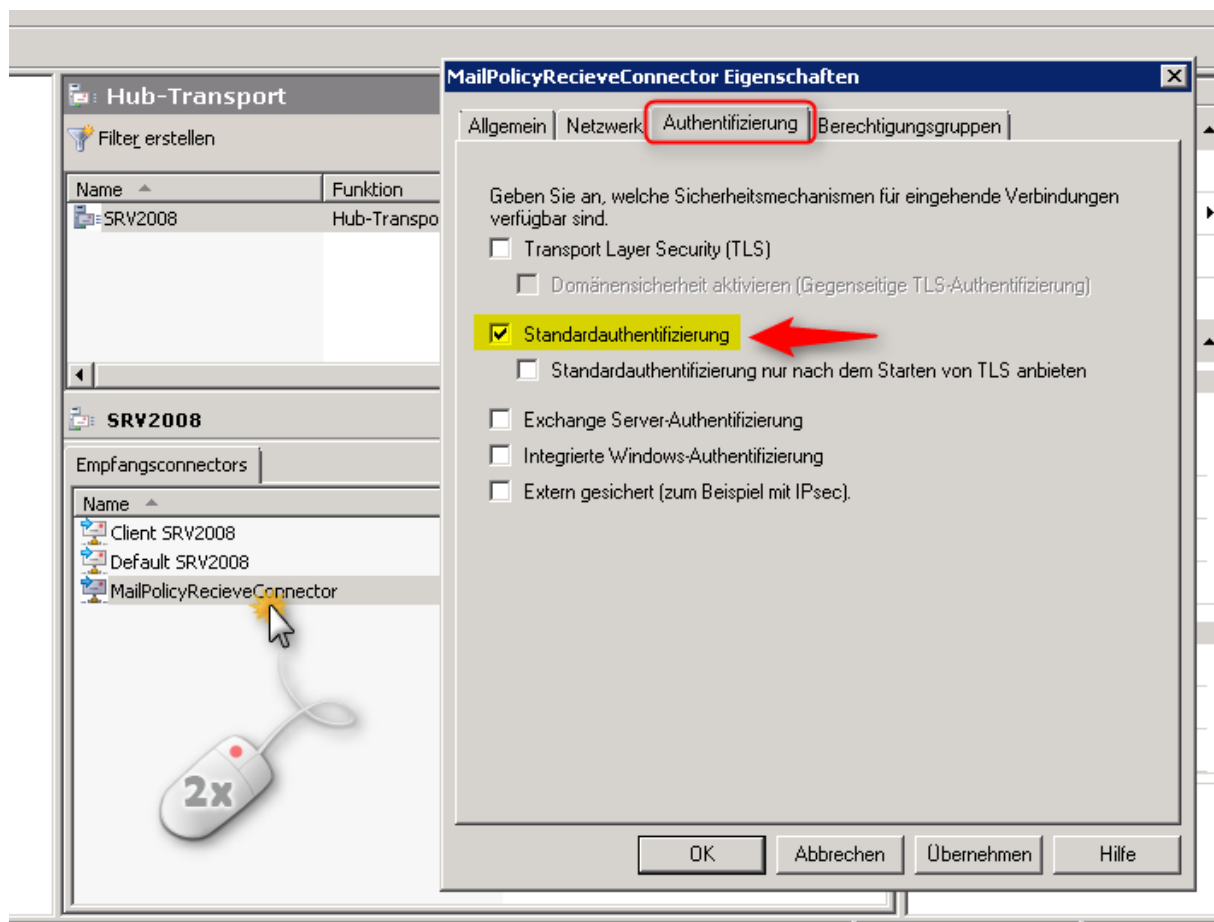 Hub-Transport
Filter erstellen
Name
Funktion
SRV2008
Hub-Transpo
SRV2008
Empfangsconnectors
Name
Client SRV2008
Default SRV2008
MailPolicyRecieveConnector
2x
MailPolicyRecieveConnector Eigenschaften
Allgemein
Netzwerk
Authentifizierung
Berechtigungsgruppen
Geben Sie an, welche Sicherheitsmechanismen für eingehende Verbindungen
verfügbar sind.
Transport Layer Security (TLS)
Domänensicherheit aktivieren (Gegenseitige TLS-Authentifizierung)
Standardauthentifizierung
Standardauthentifizierung nur nach dem Starten von TLS anbieten
Exchange Server-Authentifizierung
Integrierte Windows-Authentifizierung
Extern gesichert (zum Beispiel mit IPsec).
OK
Abbrechen
Übernehmen
Hilfe